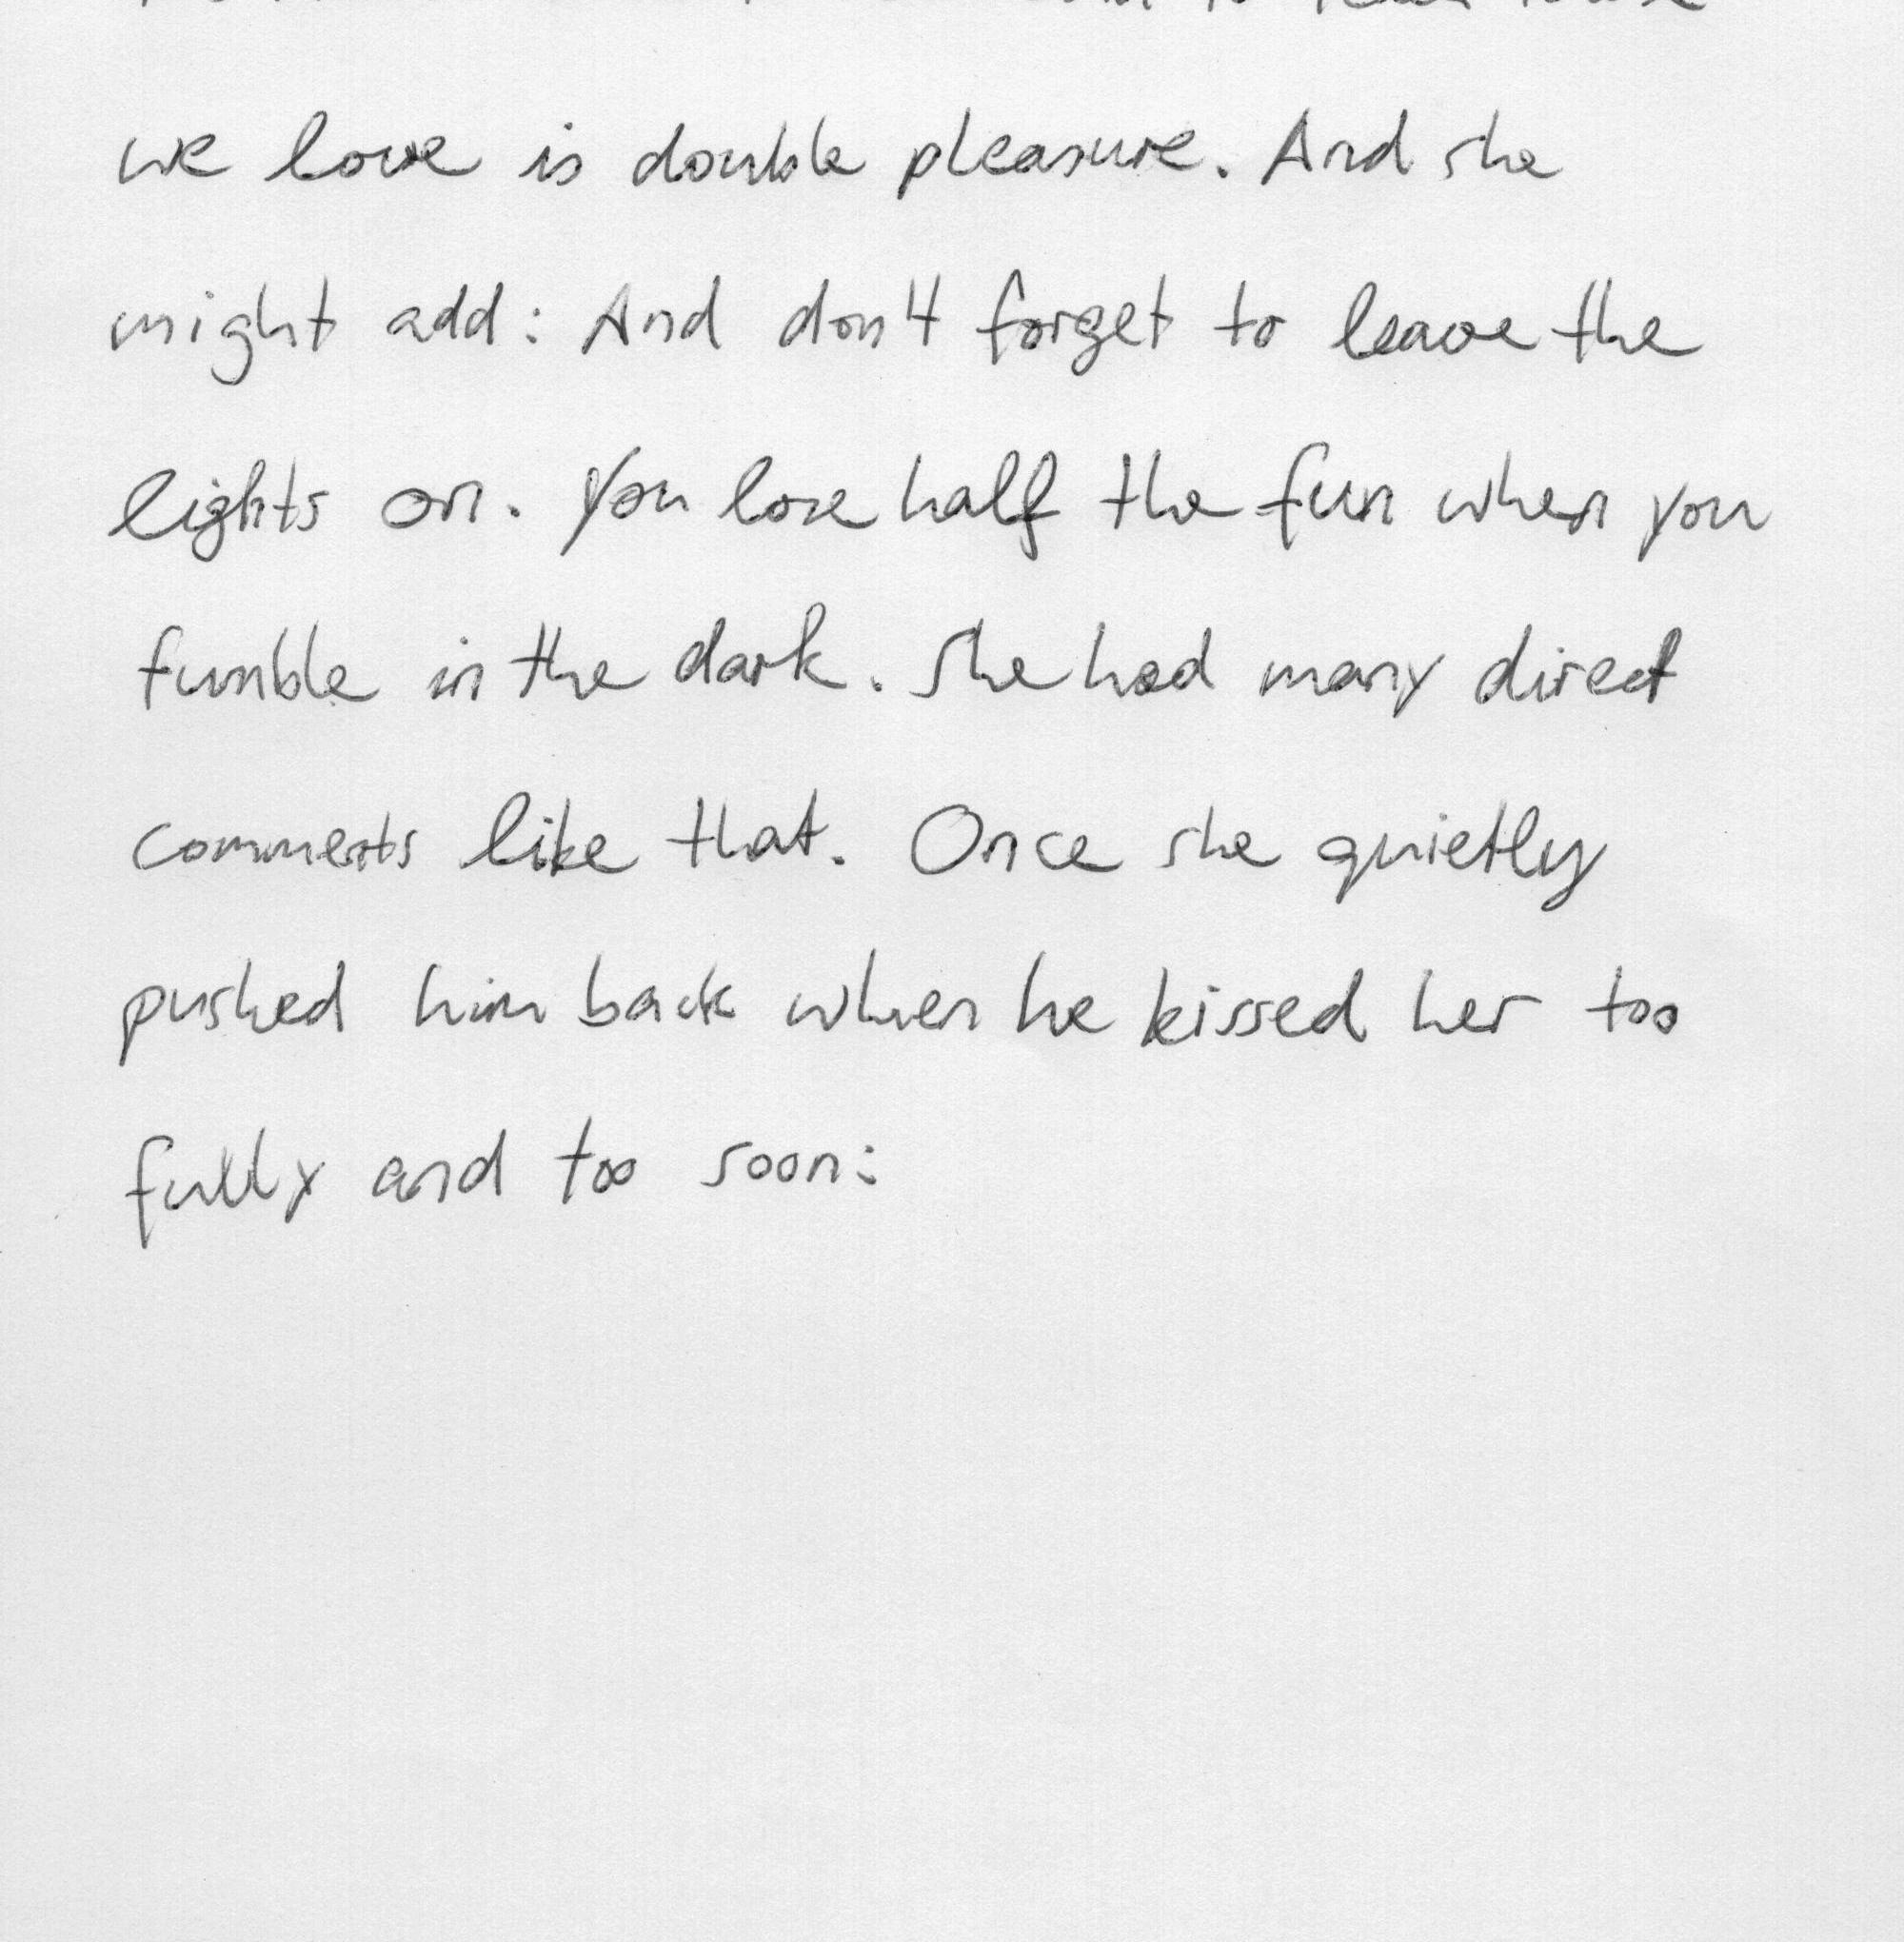 we love is double pleasure. And she
might add: And don't forget to leave the
lights on. You lose half the fun when you
fumble in the dark. She had many direct
comments like that. Once she quietly
pushed him back when he kissed her too
fully and too soon: